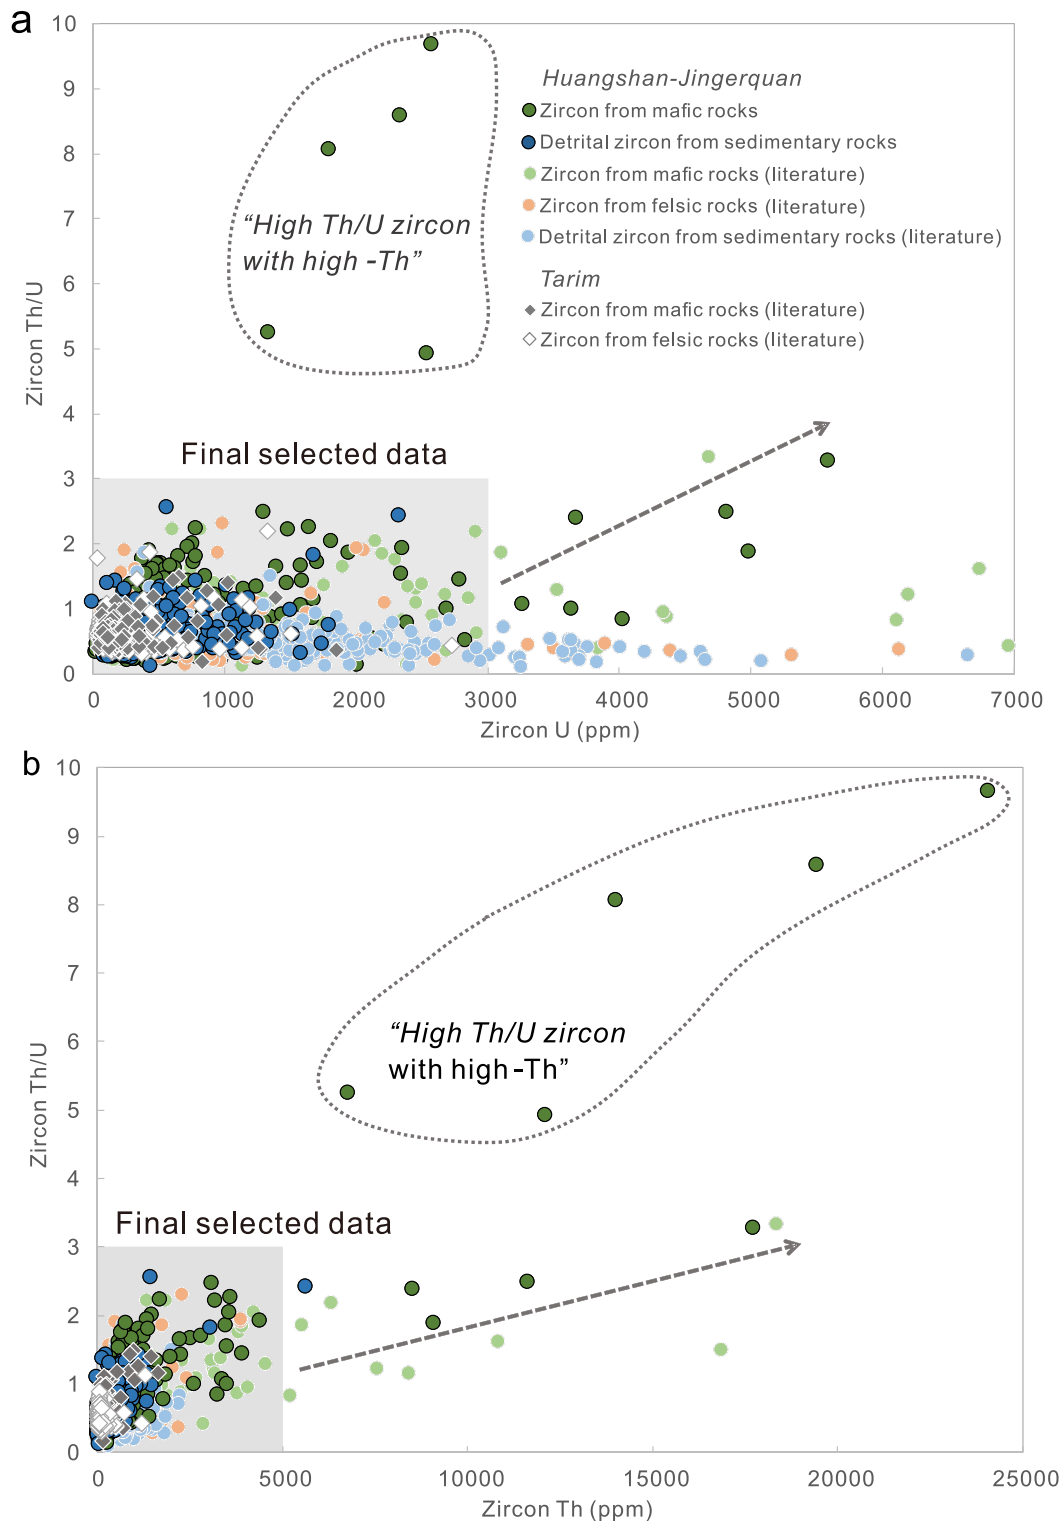 a
10
9
8
7
6
5
4
3
2
1
0
Zircon Th/U
Huangshan-Jingerquan
Zircon from mafic rocks
Detrital zircon from sedimentary rocks
Zircon from mafic rocks (literature)
Zircon from felsic rocks (literature)
Detrital zircon from sedimentary rocks (literature)
Tarim
Zircon from mafic rocks (literature)
Zircon from felsic rocks (literature)
“High Th/U zircon
with high -Th”
Final selected data
0 1000 2000 3000 4000 5000 6000 7000
Zircon U (ppm)
b
10
9
8
7
6
5
4
3
2
1
0
Zircon Th/U
“High Th/U zircon
with high -Th”
Final selected data
0 5000 10000 15000 20000 25000
Zircon Th (ppm)